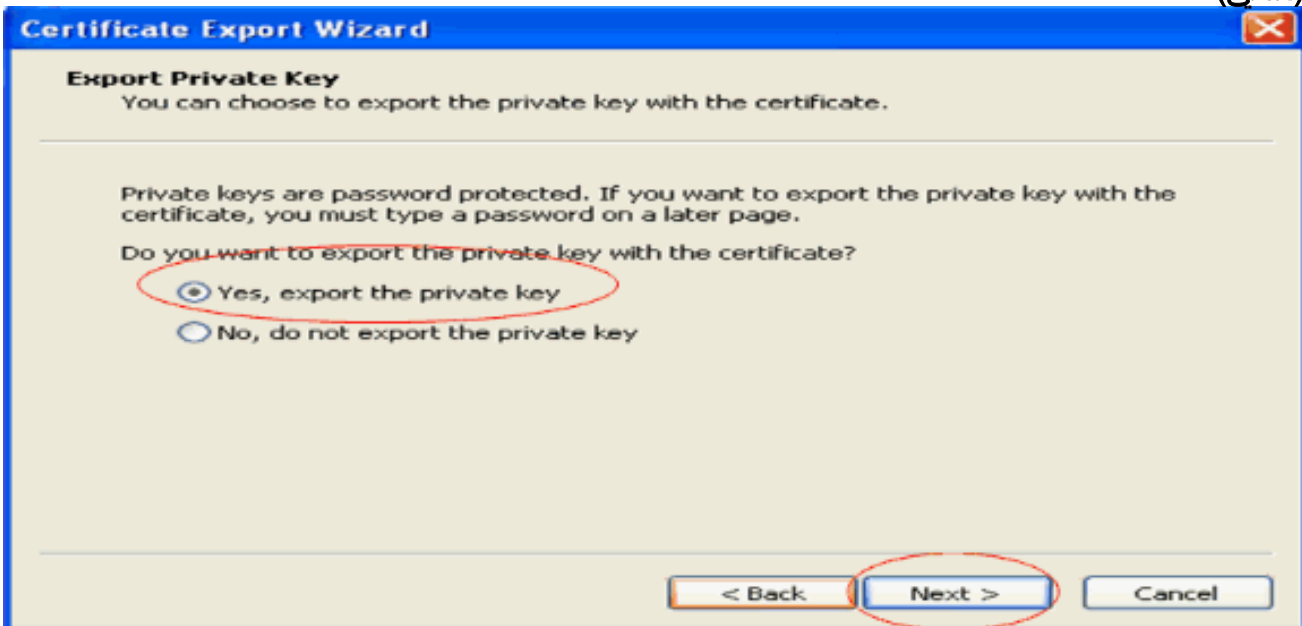 Certificate Export Wizard
Export Private Key
You can choose to export the private key with the certificate.
Private keys are password protected. If you want to export the private key with the
certificate, you must type a password on a later page.
Do you want to export the private key with the certificate?
Yes, export the private key
No, do not export the private key
< Back
Next >
Cancel